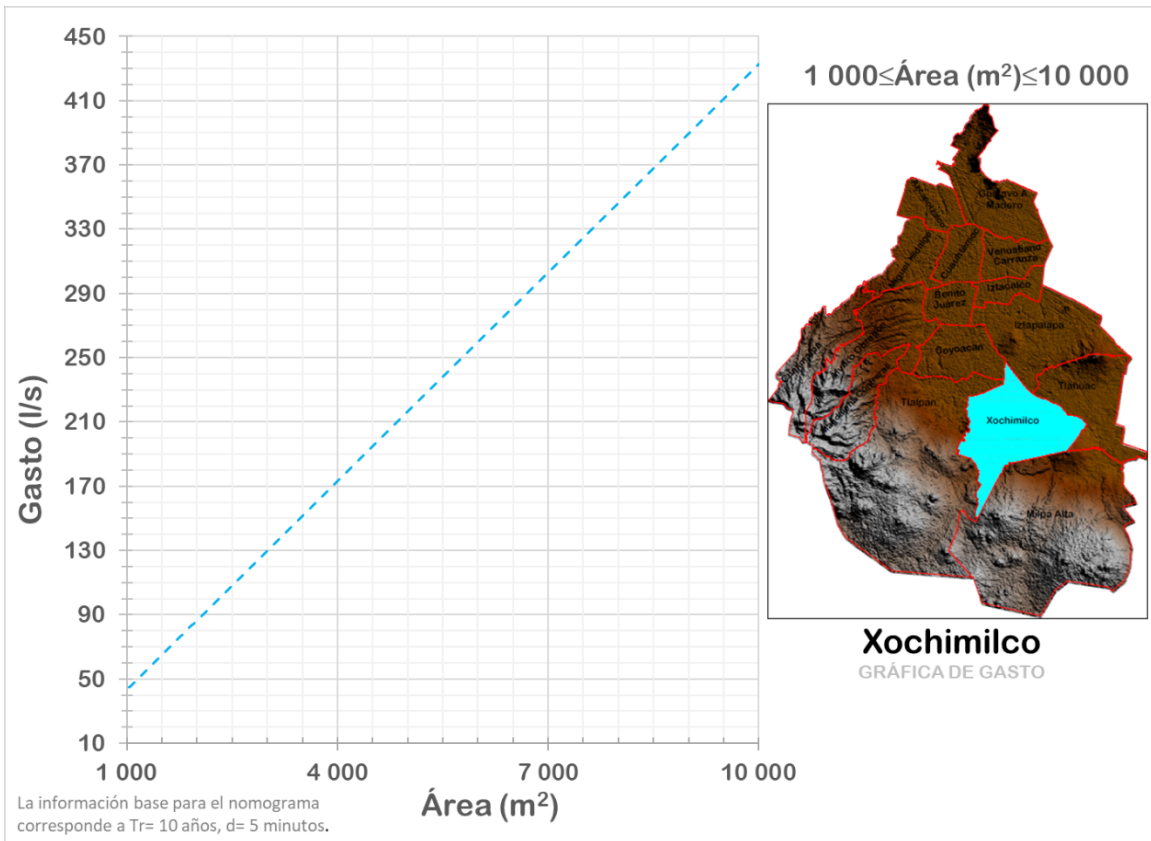 450
410
370
330
290
250
210
170
130
90
50
10
Gasto (l/s)
1 000
4 000
7 000
10 000
Área (m²)
La información base para el nomograma
corresponde a Tr= 10 años, d= 5 minutos.
1 000≤Área (m²)≤10 000
Gustavo A.
Madero
Miguel Hidalgo
Cuauhtémoc
Venustiano
Carranza
Iztacalco
Benito
Juárez
Iztapalapa
Coyoacán
Tláhuac
Tlalpan
Xochimilco
Milpa Alta
Xochimilco
GRÁFICA DE GASTO